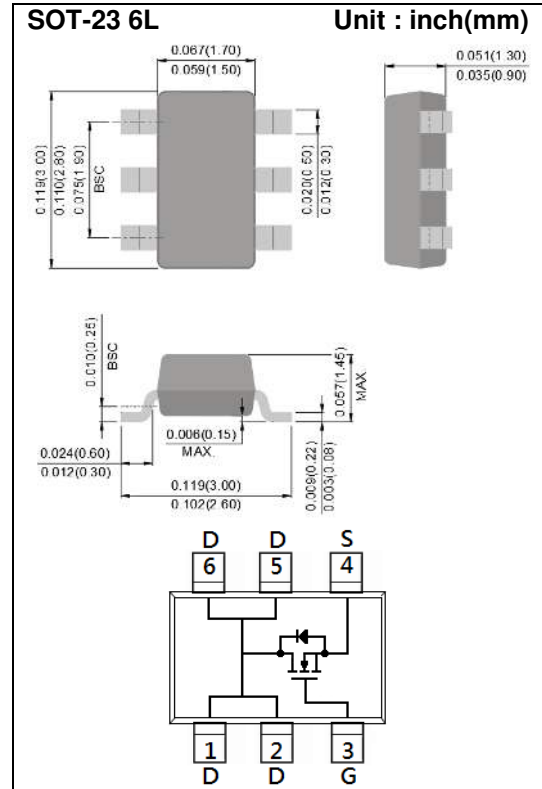 SOT-23 6L Unit : inch(mm)
0.067(1.70)
0.059(1.50)
0.051(1.30)
0.035(0.90)
0.119(3.00)
0.110(2.80)
0.075(1.90)
BSC
0.020(0.50)
0.012(0.30)
0.010(0.25)
BSC
0.057(1.45)
MAX
0.006(0.15)
MAX.
0.024(0.60)
0.012(0.30)
0.009(0.22)
0.003(0.08)
0.119(3.00)
0.102(2.60)
D D S
6 5 4
1 2 3
D D G